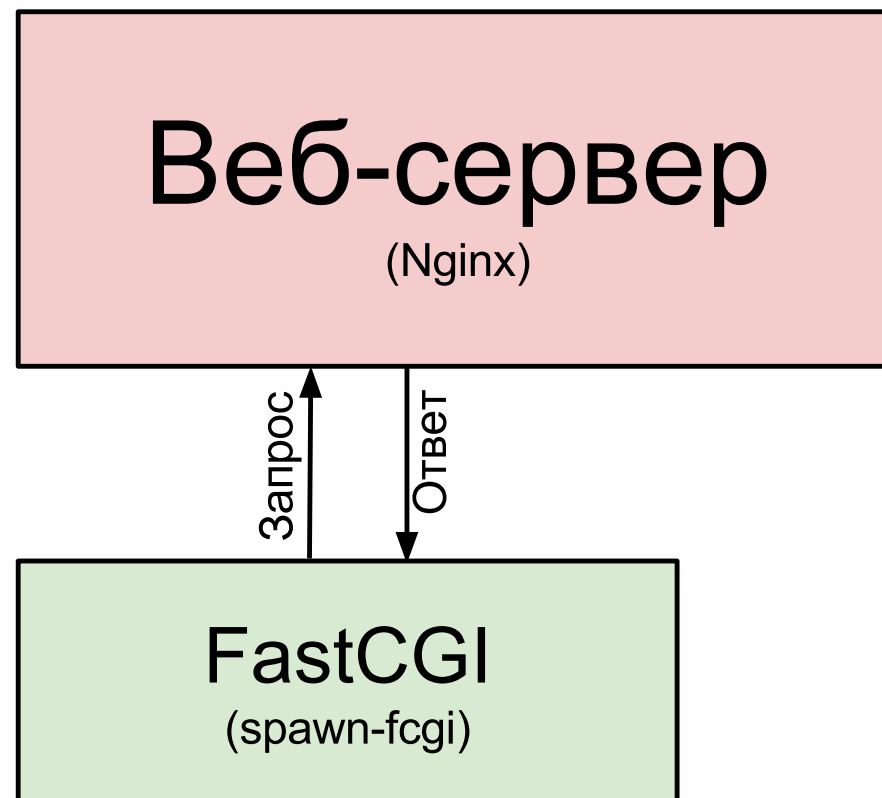 Веб-сервер
(Nginx)
Запрос
Ответ
FastCGI
(spawn-fcgi)